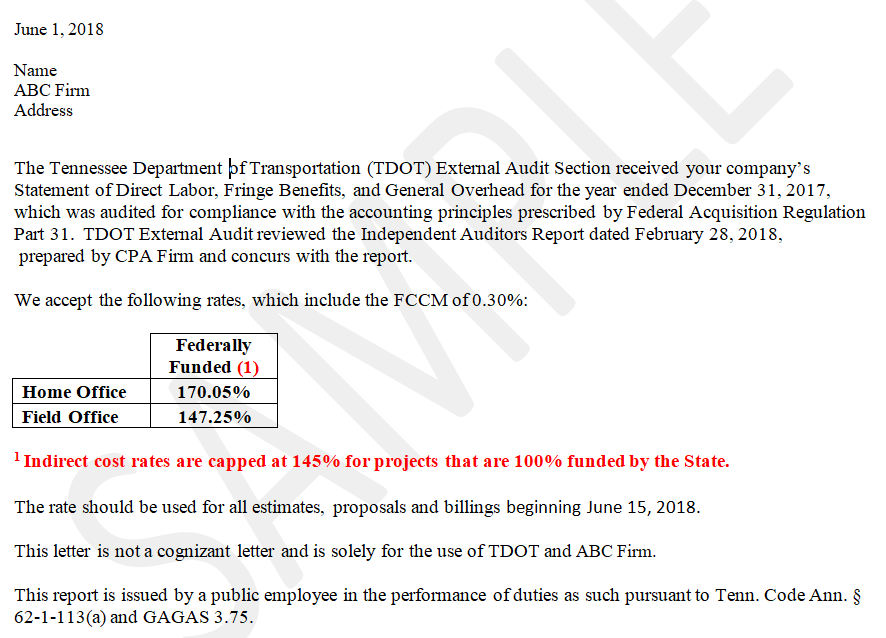 June 1, 2018
Name
ABC Firm
Address
The Tennessee Department of Transportation (TDOT) External Audit Section received your company's
Statement of Direct Labor, Fringe Benefits, and General Overhead for the year ended December 31, 2017,
which was audited for compliance with the accounting principles prescribed by Federal Acquisition Regulation
Part 31. TDOT External Audit reviewed the Independent Auditors Report dated February 28, 2018,
prepared by CPA Firm and concurs with the report.
We accept the following rates, which include the FCCM of 0.30%:
Federally
Funded (1)
Home Office 170.05%
Field Office 147.25%
¹ Indirect cost rates are capped at 145% for projects that are 100% funded by the State.
The rate should be used for all estimates, proposals and billings beginning June 15, 2018.
This letter is not a cognizant letter and is solely for the use of TDOT and ABC Firm.
This report is issued by a public employee in the performance of duties as such pursuant to Tenn. Code Ann. §
62-1-113(a) and GAGAS 3.75.
SAMPLE